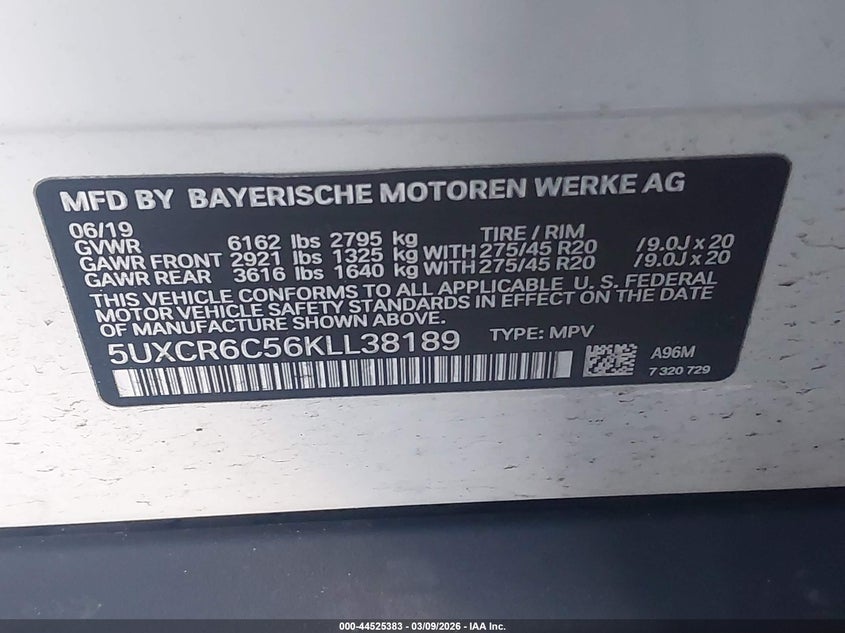 MFD BY BAYERISCHE MOTOREN WERKE AG
06/19 TIRE / RIM
GVWR 6162 lbs 2795 kg
GAWR FRONT 2921 lbs 1325 kg WITH 275/45 R20 /9.0J x 20
GAWR REAR 3616 lbs 1640 kg WITH 275/45 R20 /9.0J x 20
THIS VEHICLE CONFORMS TO ALL APPLICABLE U. S. FEDERAL
MOTOR VEHICLE SAFETY STANDARDS IN EFFECT ON THE DATE
OF MANUFACTURE SHOWN ABOVE.
5UXCR6C56KLL38189 TYPE: MPV
A96M
7 320 729
000-44525383 - 03/09/2026 - IAA Inc.